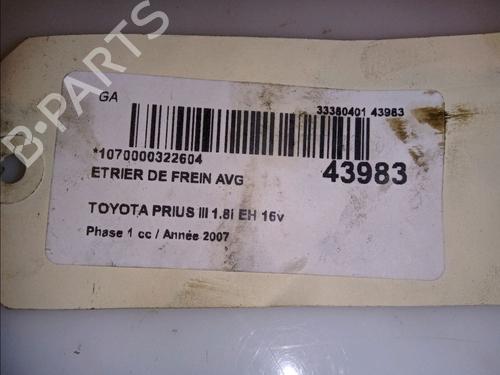 B-PARTS
GA
33380401 43983
*1070000322604
43983
ETRIER DE FREIN AVG
TOYOTA PRIUS III 1.8i EH 16v
Phase 1 cc / Année 2007